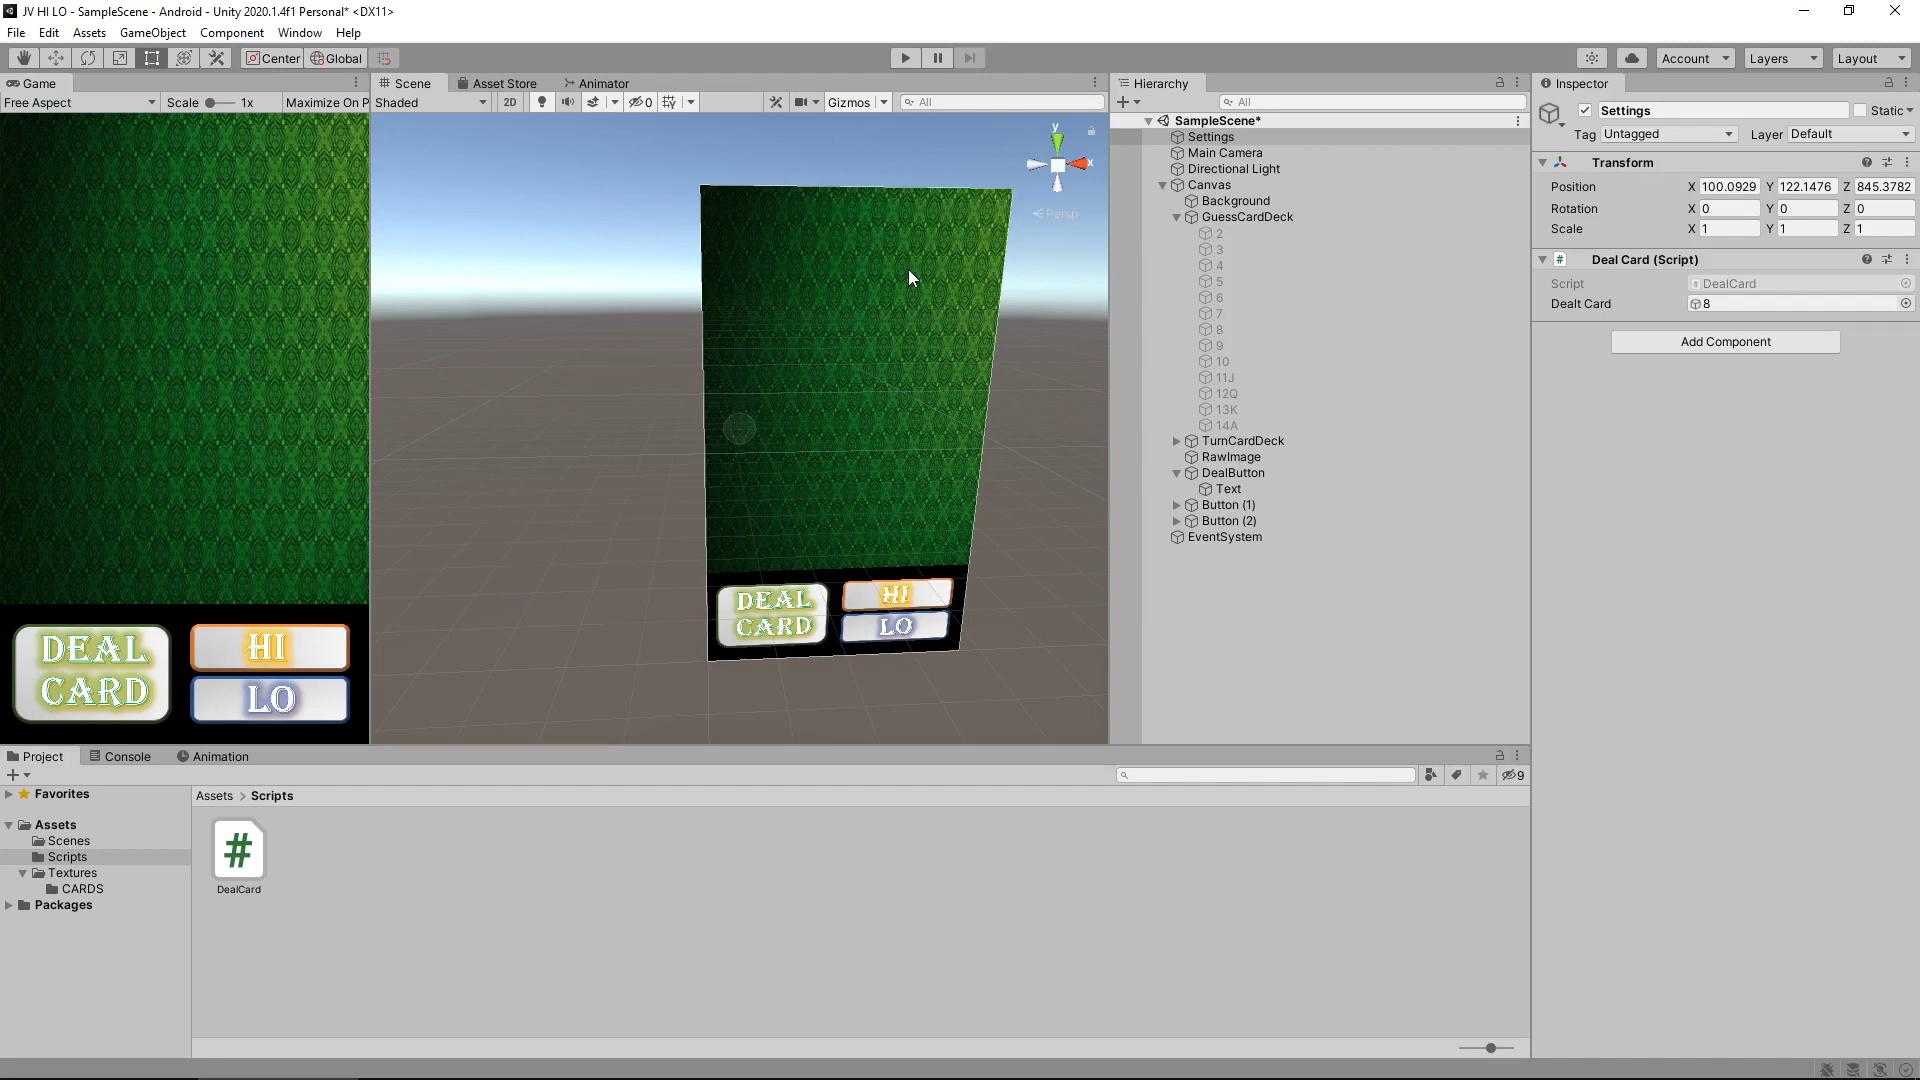 JV HI LO - SampleScene - Android - Unity 2020.1.4f1 Personal* <DX11>
File Edit Assets GameObject Component Window Help
Center Global Account Layers Layout
Game Scene Asset Store Animator Hierarchy Inspector
Free Aspect Scale 1x Maximize On P Shaded 2D 0 Gizmos All All
Settings Static
Tag Untagged Layer Default
Transform
Position X 100.0929 Y 122.1476 Z 845.3782
Rotation X 0 Y 0 Z 0
Scale X 1 Y 1 Z 1
Deal Card (Script)
Script DealCard
Dealt Card 8
Add Component
SampleScene*
Settings
Main Camera
Directional Light
Canvas
Background
GuessCardDeck
2
3
4
5
6
7
8
9
10
11J
12Q
13K
14A
TurnCardDeck
RawImage
DealButton
Text
Button (1)
Button (2)
EventSystem
y
x
Persp
DEAL
CARD
HI
LO
DEAL
CARD
HI
LO
Project Console Animation
9
Favorites
Assets
Scenes
Scripts
Textures
CARDS
Packages
Assets > Scripts
#
DealCard